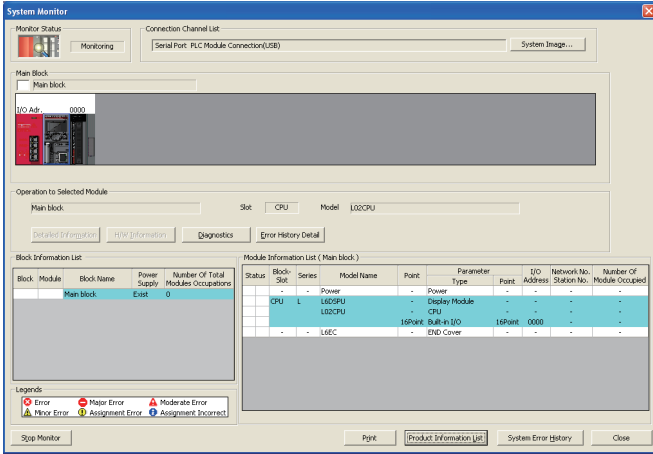 System Monitor
Monitor Status
Monitoring
Connection Channel List
Serial Port PLC Module Connection(USB)
System Image...
Main Block
Main block
I/O Adr. 0000
Operation to Selected Module
Main block Slot CPU Model L02CPU
Detailed Information H/W Information Diagnostics Error History Detail
Block Information List
Block Module Block Name Power Supply Number Of Total Modules Occupations
Main block Exist 0
Module Information List ( Main block )
Status Block-Slot Series Model Name Point Parameter Type Point I/O Address Network No. Station No. Number Of Module Occupied
- - Power - Power - - - -
CPU L L6DSPU - Display Module - - - -
L02CPU - CPU - - - -
16Point Built-in I/O 16Point 0000 - -
- - L6EC - END Cover - - - -
Legends
Error Major Error Moderate Error
Minor Error Assignment Error Assignment Incorrect
Stop Monitor Print Product Information List System Error History Close